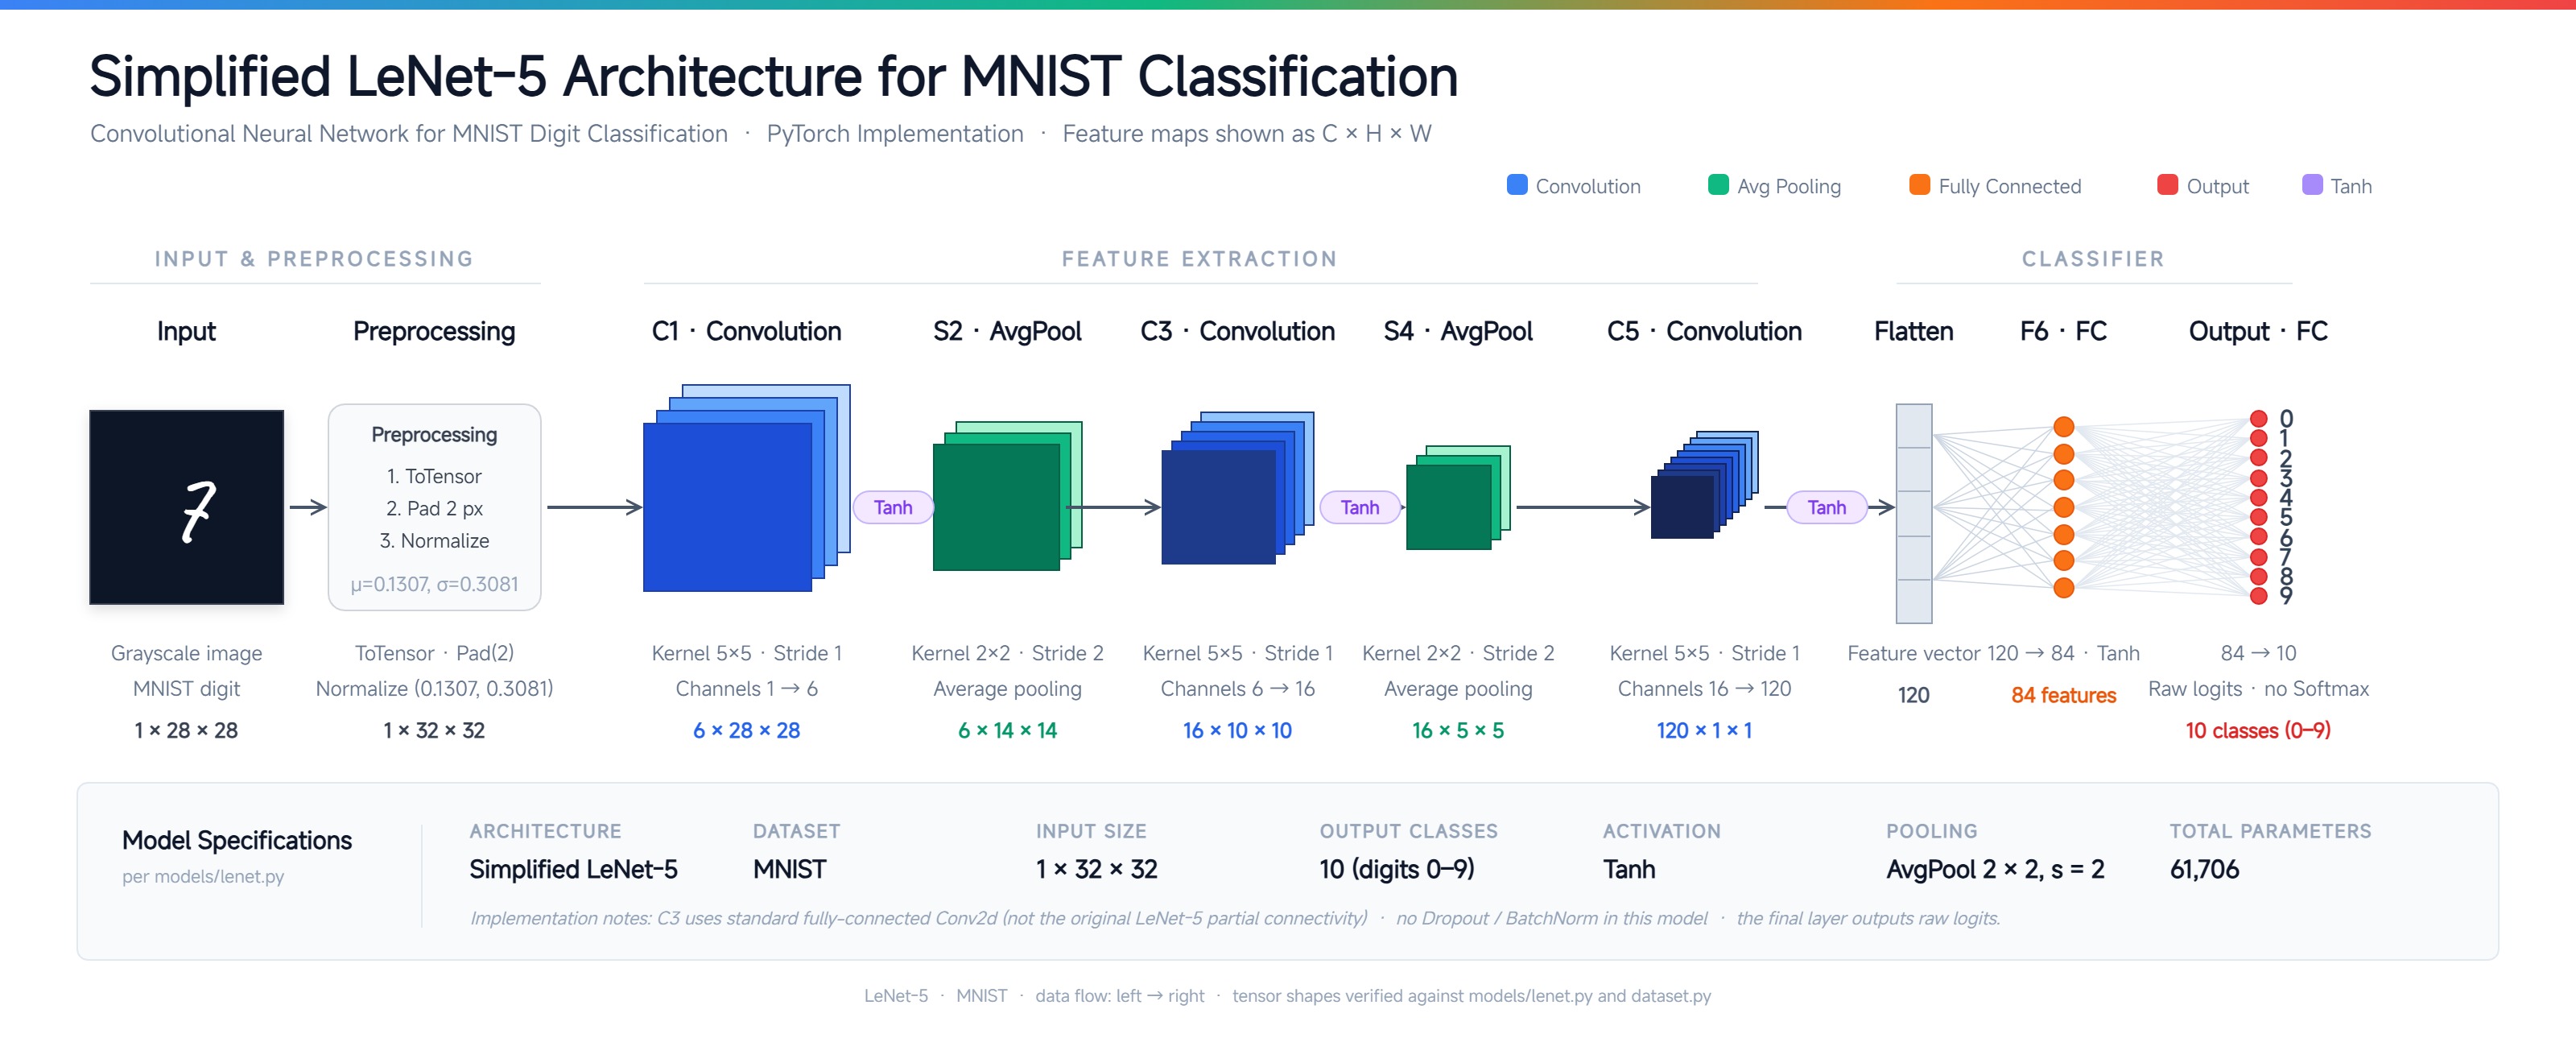 Simplified LeNet-5 Architecture for MNIST Classification
Convolutional Neural Network for MNIST Digit Classification · PyTorch Implementation · Feature maps shown as C × H × W
Convolution
Avg Pooling
Fully Connected
Output
Tanh
INPUT & PREPROCESSING
FEATURE EXTRACTION
CLASSIFIER
Input
Preprocessing
C1 · Convolution
S2 · AvgPool
C3 · Convolution
S4 · AvgPool
C5 · Convolution
Flatten
F6 · FC
Output · FC
7
Preprocessing
1. ToTensor
2. Pad 2 px
3. Normalize
μ=0.1307, σ=0.3081
Tanh
Tanh
Tanh
0
1
2
3
4
5
6
7
8
9
Grayscale image
MNIST digit
1 × 28 × 28
ToTensor · Pad(2)
Normalize (0.1307, 0.3081)
1 × 32 × 32
Kernel 5×5 · Stride 1
Channels 1 → 6
6 × 28 × 28
Kernel 2×2 · Stride 2
Average pooling
6 × 14 × 14
Kernel 5×5 · Stride 1
Channels 6 → 16
16 × 10 × 10
Kernel 2×2 · Stride 2
Average pooling
16 × 5 × 5
Kernel 5×5 · Stride 1
Channels 16 → 120
120 × 1 × 1
Feature vector
120
120 → 84 · Tanh
84 features
84 → 10
Raw logits · no Softmax
10 classes (0–9)
Model Specifications
per models/lenet.py
ARCHITECTURE
Simplified LeNet-5
DATASET
MNIST
INPUT SIZE
1 × 32 × 32
OUTPUT CLASSES
10 (digits 0–9)
ACTIVATION
Tanh
POOLING
AvgPool 2 × 2, s = 2
TOTAL PARAMETERS
61,706
Implementation notes: C3 uses standard fully-connected Conv2d (not the original LeNet-5 partial connectivity) · no Dropout / BatchNorm in this model · the final layer outputs raw logits.
LeNet-5 · MNIST · data flow: left → right · tensor shapes verified against models/lenet.py and dataset.py